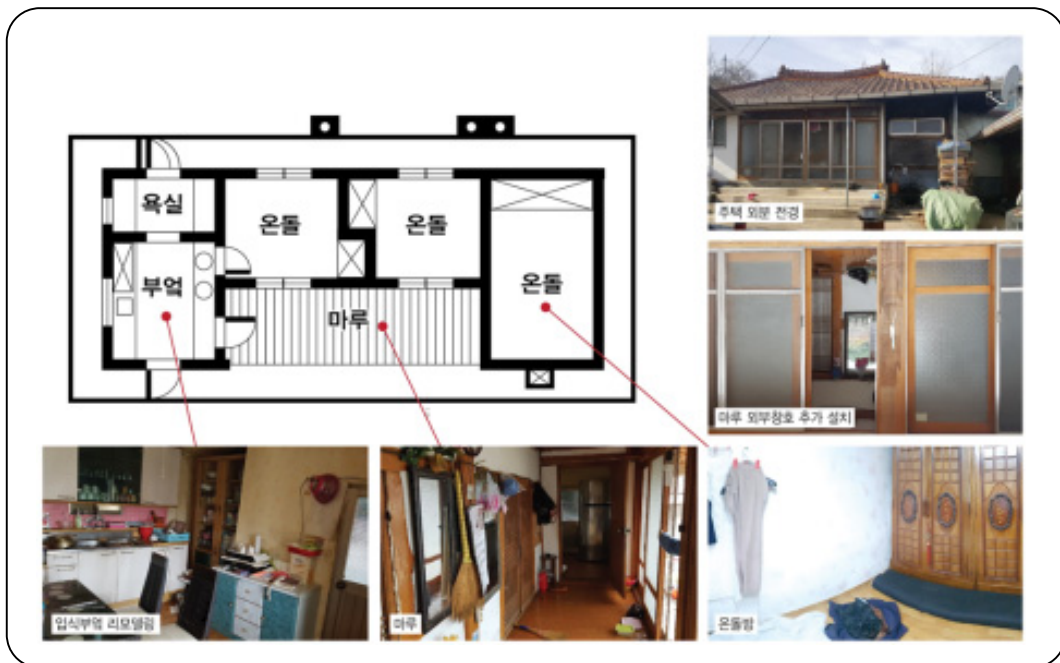 욕실
온돌
온돌
부엌
온돌
마루
주택 외분 전경
마루 외부창호 추가 설치
입식부엌 리모델링
마루
온돌방